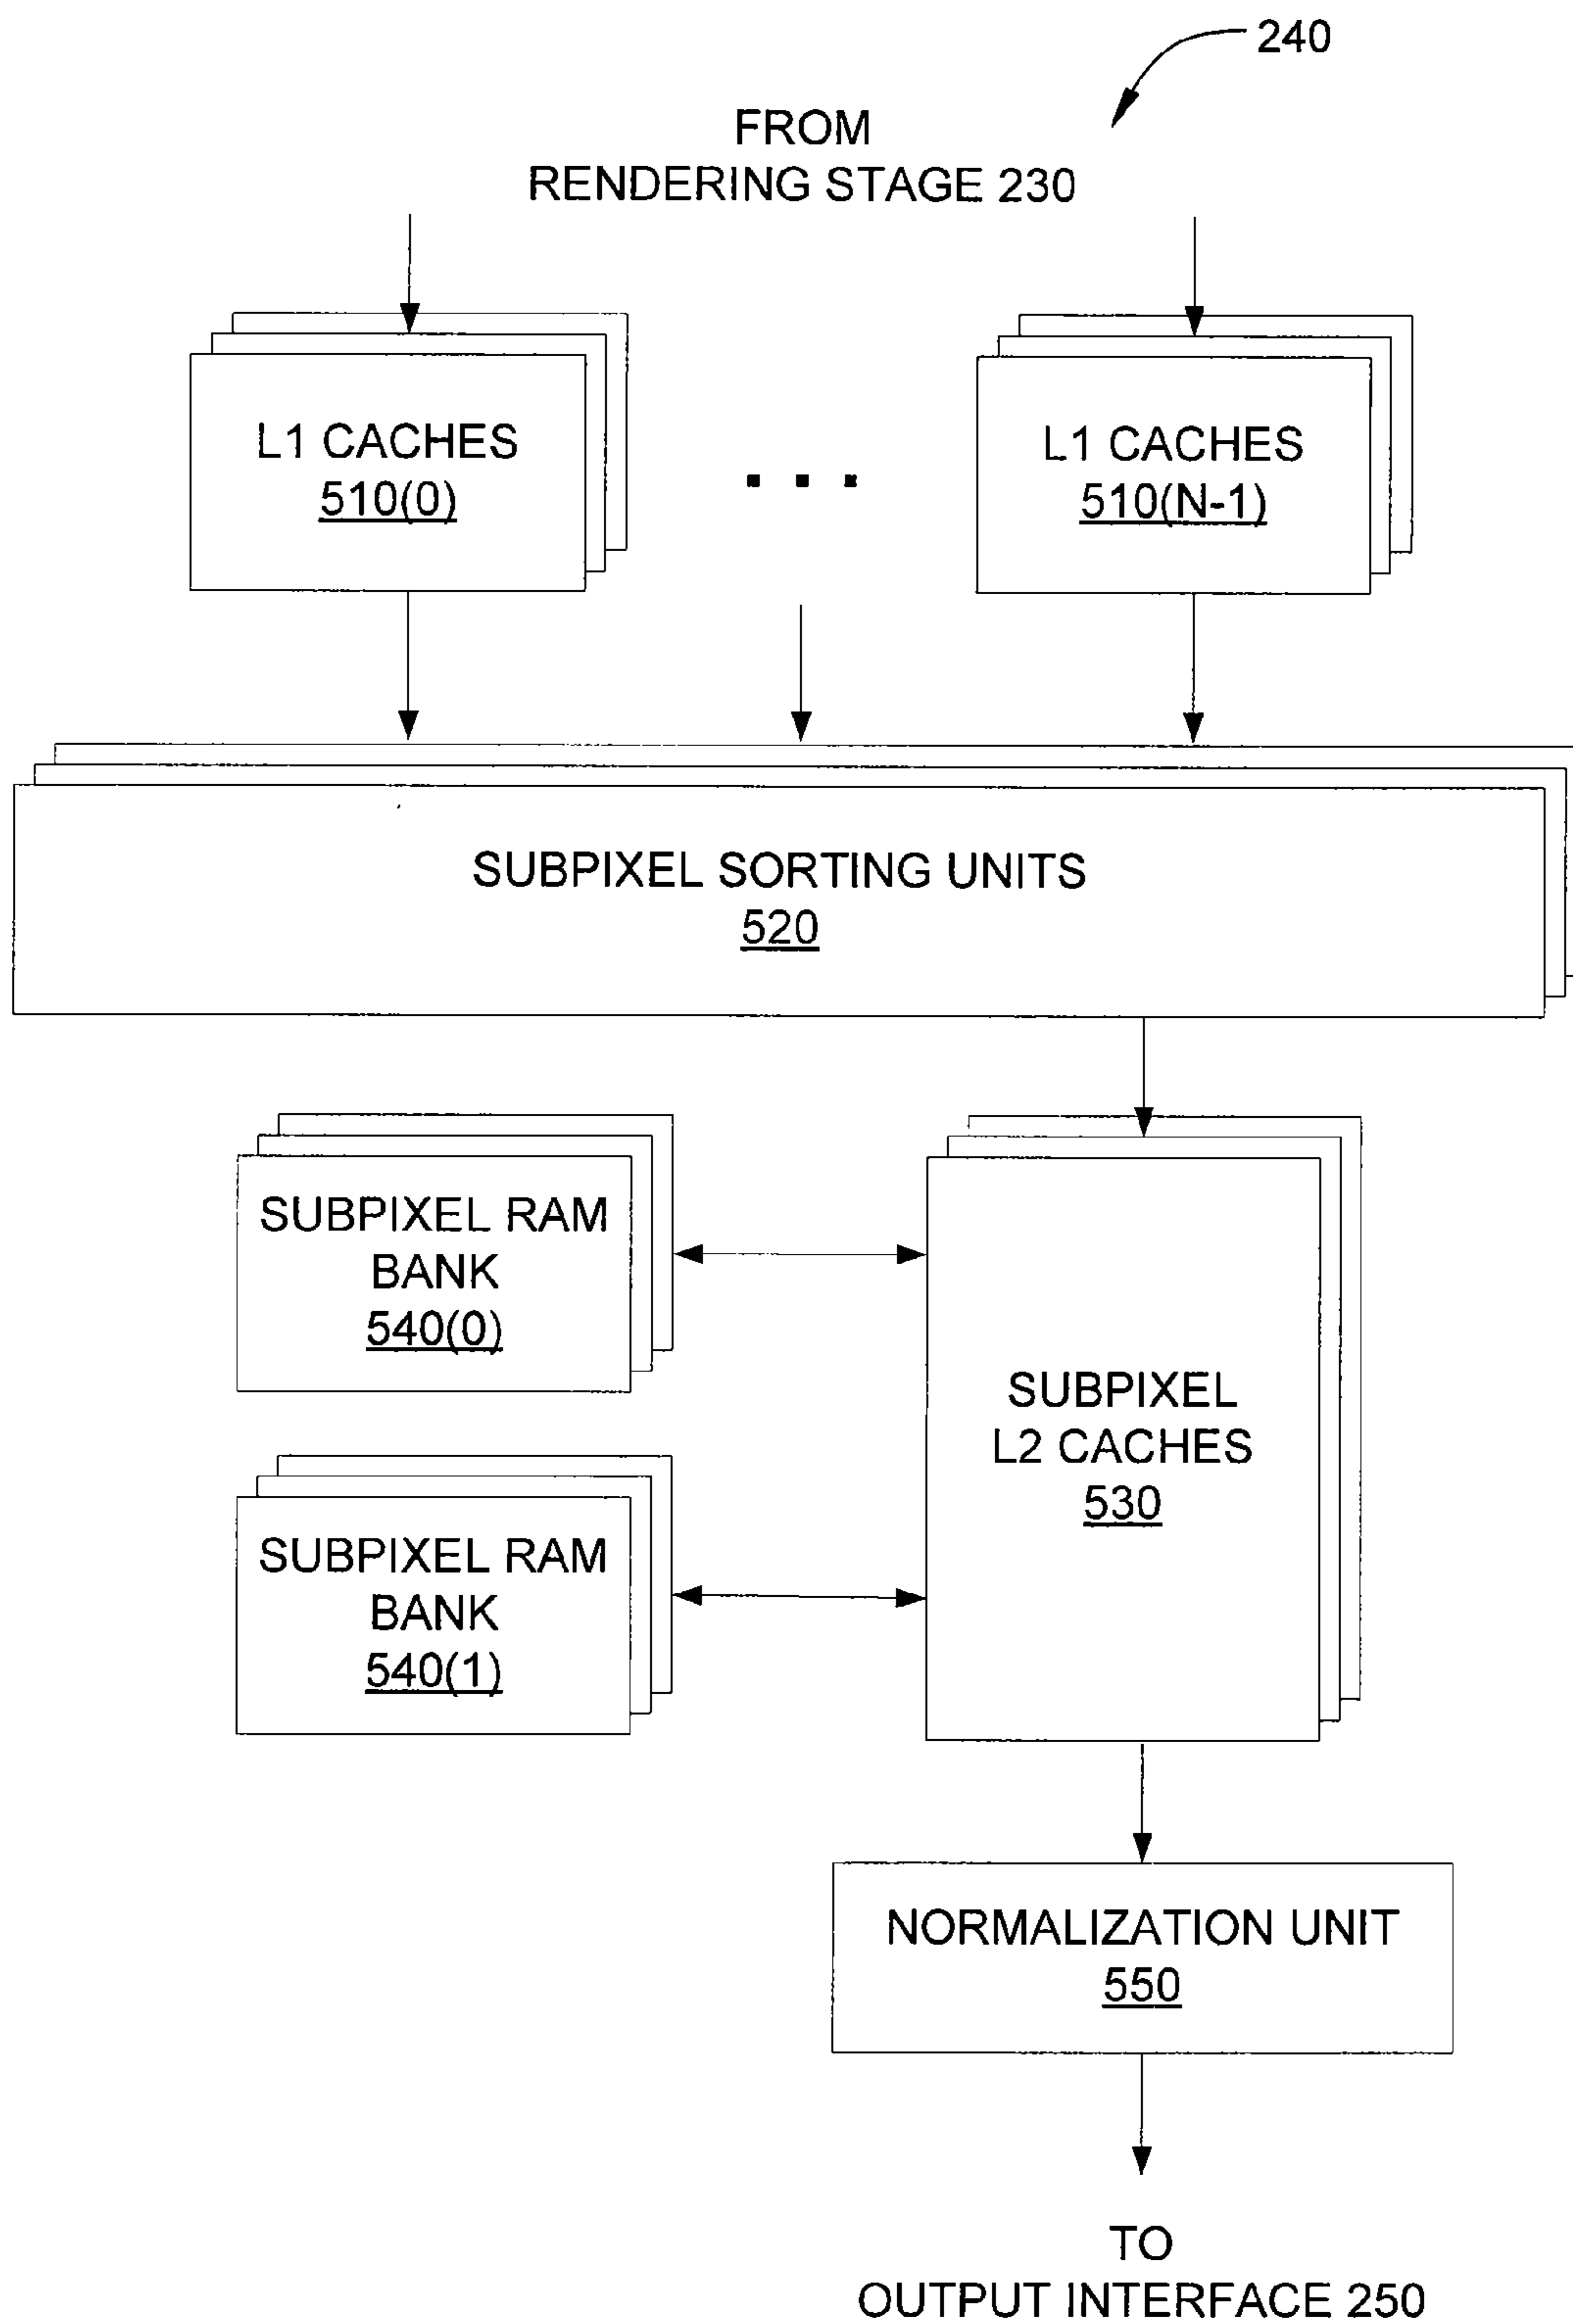 240
FROM
RENDERING STAGE 230
L1 CACHES
510(0)
. . .
L1 CACHES
510(N-1)
SUBPIXEL SORTING UNITS
520
SUBPIXEL RAM
BANK
540(0)
SUBPIXEL
L2 CACHES
530
SUBPIXEL RAM
BANK
540(1)
NORMALIZATION UNIT
550
TO
OUTPUT INTERFACE 250